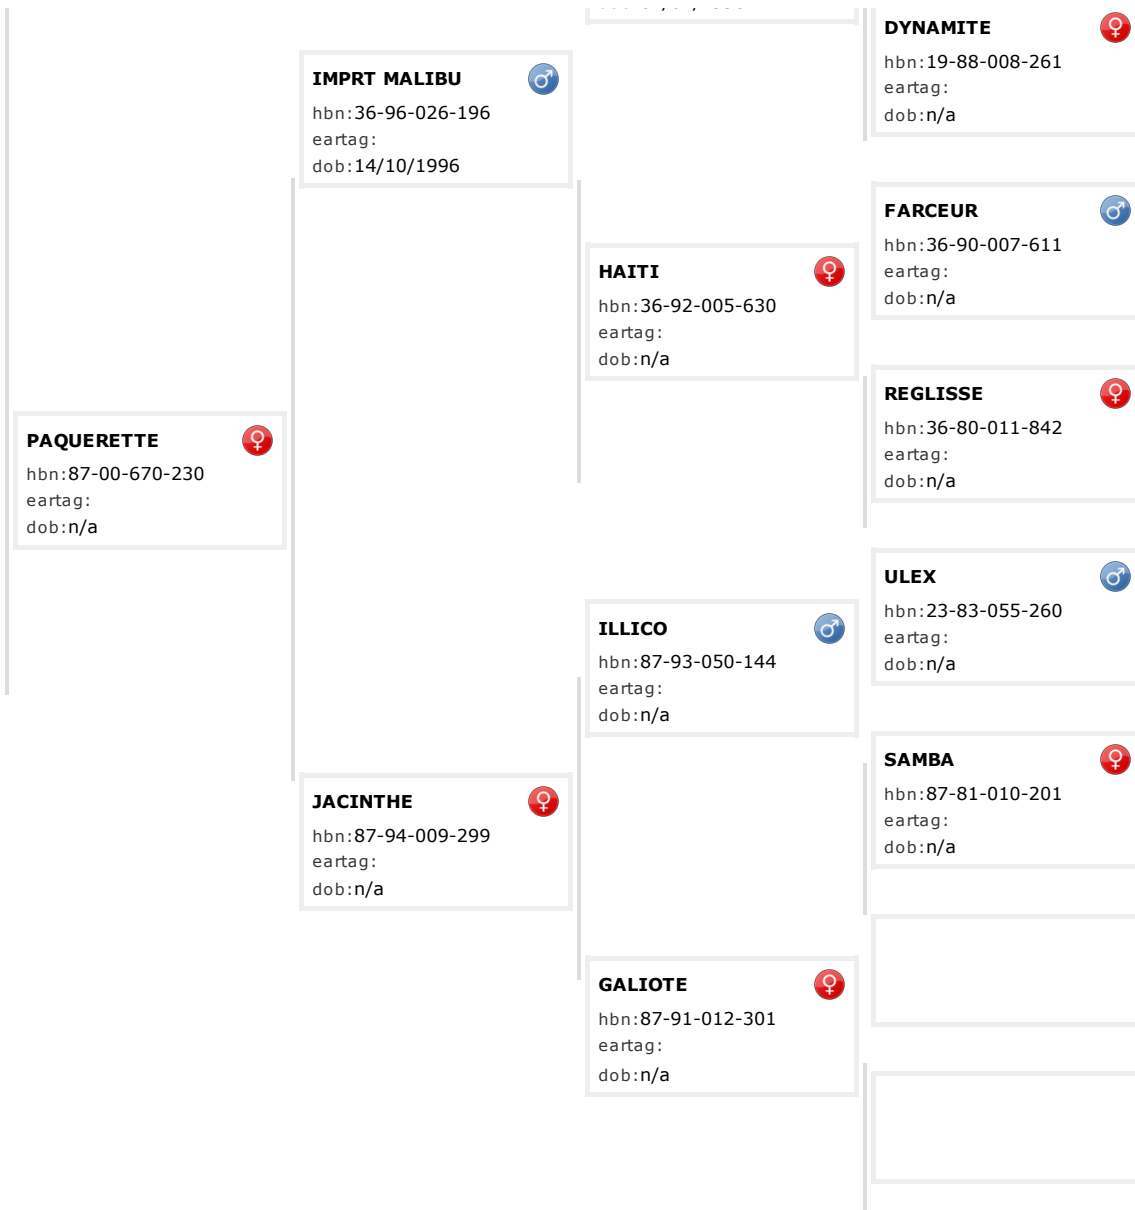 DYNAMITE
hbn:19-88-008-261
eartag:
dob:n/a
IMPRT MALIBU
hbn:36-96-026-196
eartag:
dob:14/10/1996
FARCEUR
hbn:36-90-007-611
eartag:
dob:n/a
HAITI
hbn:36-92-005-630
eartag:
dob:n/a
REGLISSE
hbn:36-80-011-842
eartag:
dob:n/a
PAQUERETTE
hbn:87-00-670-230
eartag:
dob:n/a
ULEX
hbn:23-83-055-260
eartag:
dob:n/a
ILLICO
hbn:87-93-050-144
eartag:
dob:n/a
SAMBA
hbn:87-81-010-201
eartag:
dob:n/a
JACINTHE
hbn:87-94-009-299
eartag:
dob:n/a
GALIOTE
hbn:87-91-012-301
eartag:
dob:n/a